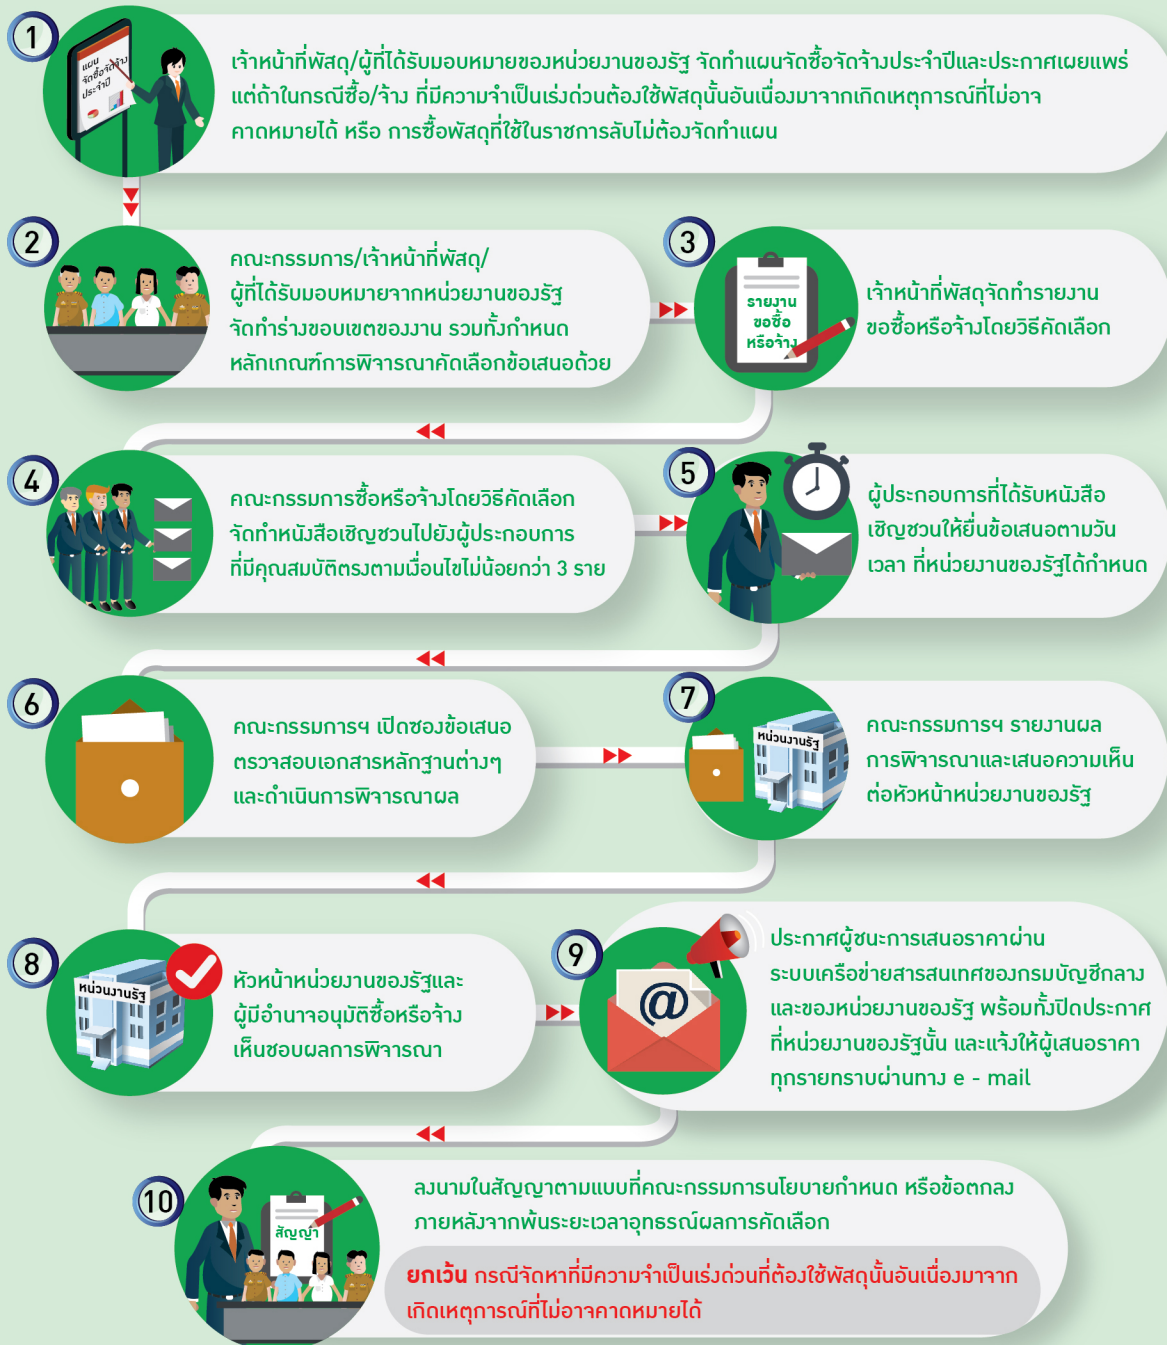 1
แผน
จัดซื้อจัดจ้าง
ประจำปี
เจ้าหน้าที่พัสดุ/ผู้ที่ได้รับมอบหมายของหน่วยงานของรัฐ จัดทำแผนจัดซื้อจัดจ้างประจำปีและประกาศเผยแพร่
แต่ถ้าในกรณีซื้อ/จ้าง ที่มีความจำเป็นเร่งด่วนต้องใช้พัสดุนั้นอันเนื่องมาจากเกิดเหตุการณ์ที่ไม่อาจ
คาดหมายได้ หรือ การซื้อพัสดุที่ใช้ในราชการลับไม่ต้องจัดทำแผน
2
คณะกรรมการ/เจ้าหน้าที่พัสดุ/
ผู้ที่ได้รับมอบหมายจากหน่วยงานของรัฐ
จัดทำร่างขอบเขตของงาน รวมทั้งกำหนด
หลักเกณฑ์การพิจารณาคัดเลือกข้อเสนอด้วย
3
รายงาน
ขอซื้อ
หรือจ้าง
เจ้าหน้าที่พัสดุจัดทำรายงาน
ขอซื้อหรือจ้างโดยวิธีคัดเลือก
4
คณะกรรมการซื้อหรือจ้างโดยวิธีคัดเลือก
จัดทำหนังสือเชิญชวนไปยังผู้ประกอบการ
ที่มีคุณสมบัติตรงตามเงื่อนไขไม่น้อยกว่า 3 ราย
5
ผู้ประกอบการที่ได้รับหนังสือ
เชิญชวนให้ยื่นข้อเสนอตามวัน
เวลา ที่หน่วยงานของรัฐได้กำหนด
6
คณะกรรมการฯ เปิดซองข้อเสนอ
ตรวจสอบเอกสารหลักฐานต่างๆ
และดำเนินการพิจารณาผล
7
หน่วนงานรัฐ
คณะกรรมการฯ รายงานผล
การพิจารณาและเสนอความเห็น
ต่อหัวหน้าหน่วยงานของรัฐ
8
หน่วนงานรัฐ
หัวหน้าหน่วยงานของรัฐและ
ผู้มีอำนาจอนุมัติซื้อหรือจ้าง
เห็นชอบผลการพิจารณา
9
@
ประกาศผู้ชนะการเสนอราคาผ่าน
ระบบเครือข่ายสารสนเทศของกรมบัญชีกลาง
และของหน่วยงานของรัฐ พร้อมทั้งปิดประกาศ
ที่หน่วยงานของรัฐนั้น และแจ้งให้ผู้เสนอราคา
ทุกรายทราบผ่านทาง e - mail
10
สัญญา
ลงนามในสัญญาตามแบบที่คณะกรรมการนโยบายกำหนด หรือข้อตกลง
ภายหลังจากพ้นระยะเวลาอุทธรณ์ผลการคัดเลือก
ยกเว้น กรณีจัดหาที่มีความจำเป็นเร่งด่วนที่ต้องใช้พัสดุนั้นอันเนื่องมาจาก
เกิดเหตุการณ์ที่ไม่อาจคาดหมายได้